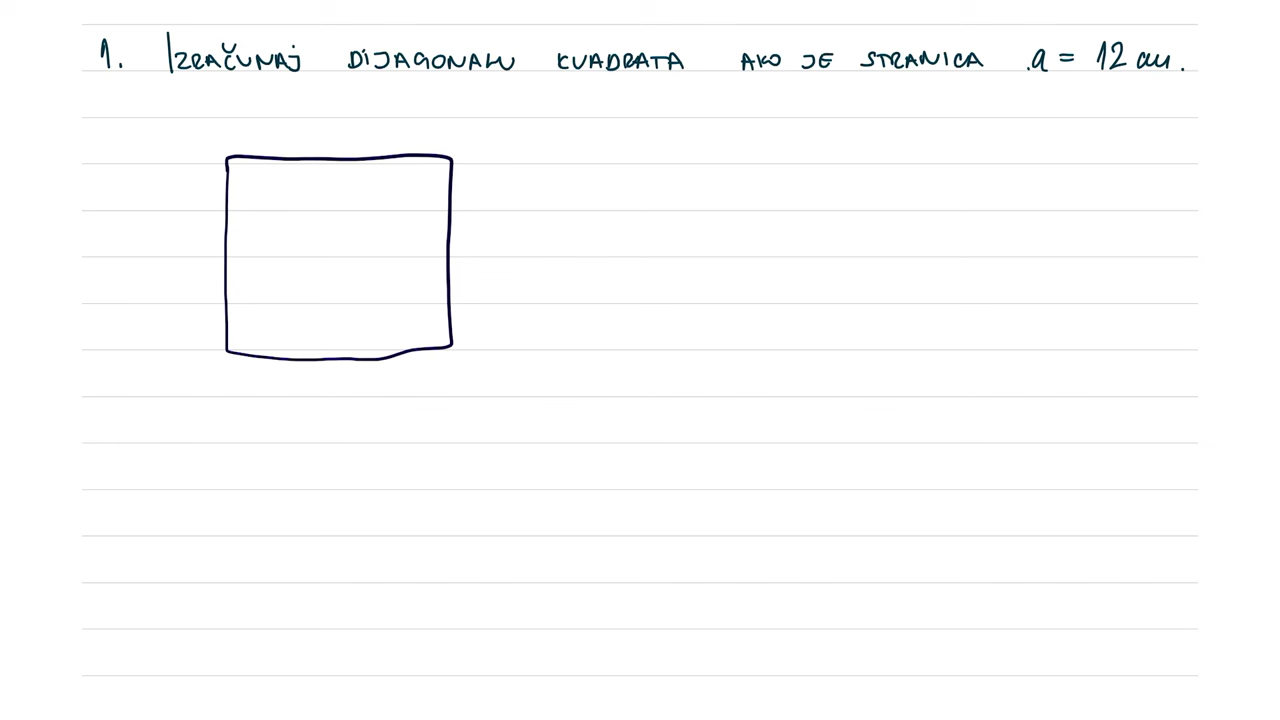 1. IZRAČUNAJ DIJAGONALU KVADRATA AKO JE STRANICA a = 12 cm.